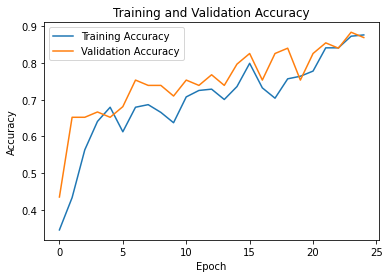 Training and Validation Accuracy
Training Accuracy
Validation Accuracy
Accuracy
0.9
0.8
0.7
0.6
0.5
0.4
0
5
10
15
20
25
Epoch